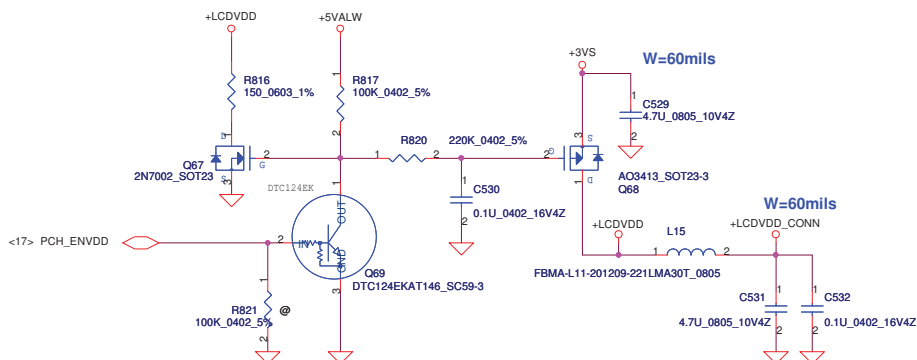 +LCDVDD
+5VALW
+3VS
W=60mils
R816
150_0603_1%
1
2
R817
100K_0402_5%
1
2
C529
4.7U_0805_10V4Z
1
2
D
1
Q67
2N7002_SOT23
S
3
G
2
R820
220K_0402_5%
1
2
G
2
S
3
D
1
AO3413_SOT23-3
Q68
DTC124EK
1
C530
0.1U_0402_16V4Z
1
2
W=60mils
+LCDVDD
L15
+LCDVDD_CONN
1
2
FBMA-L11-201209-221LMA30T_0805
<17> PCH_ENVDD
2
IN
OUT
GND
Q69
DTC124EKAT146_SC59-3
3
R821
@
100K_0402_5%
1
2
C531
4.7U_0805_10V4Z
1
2
C532
0.1U_0402_16V4Z
1
2